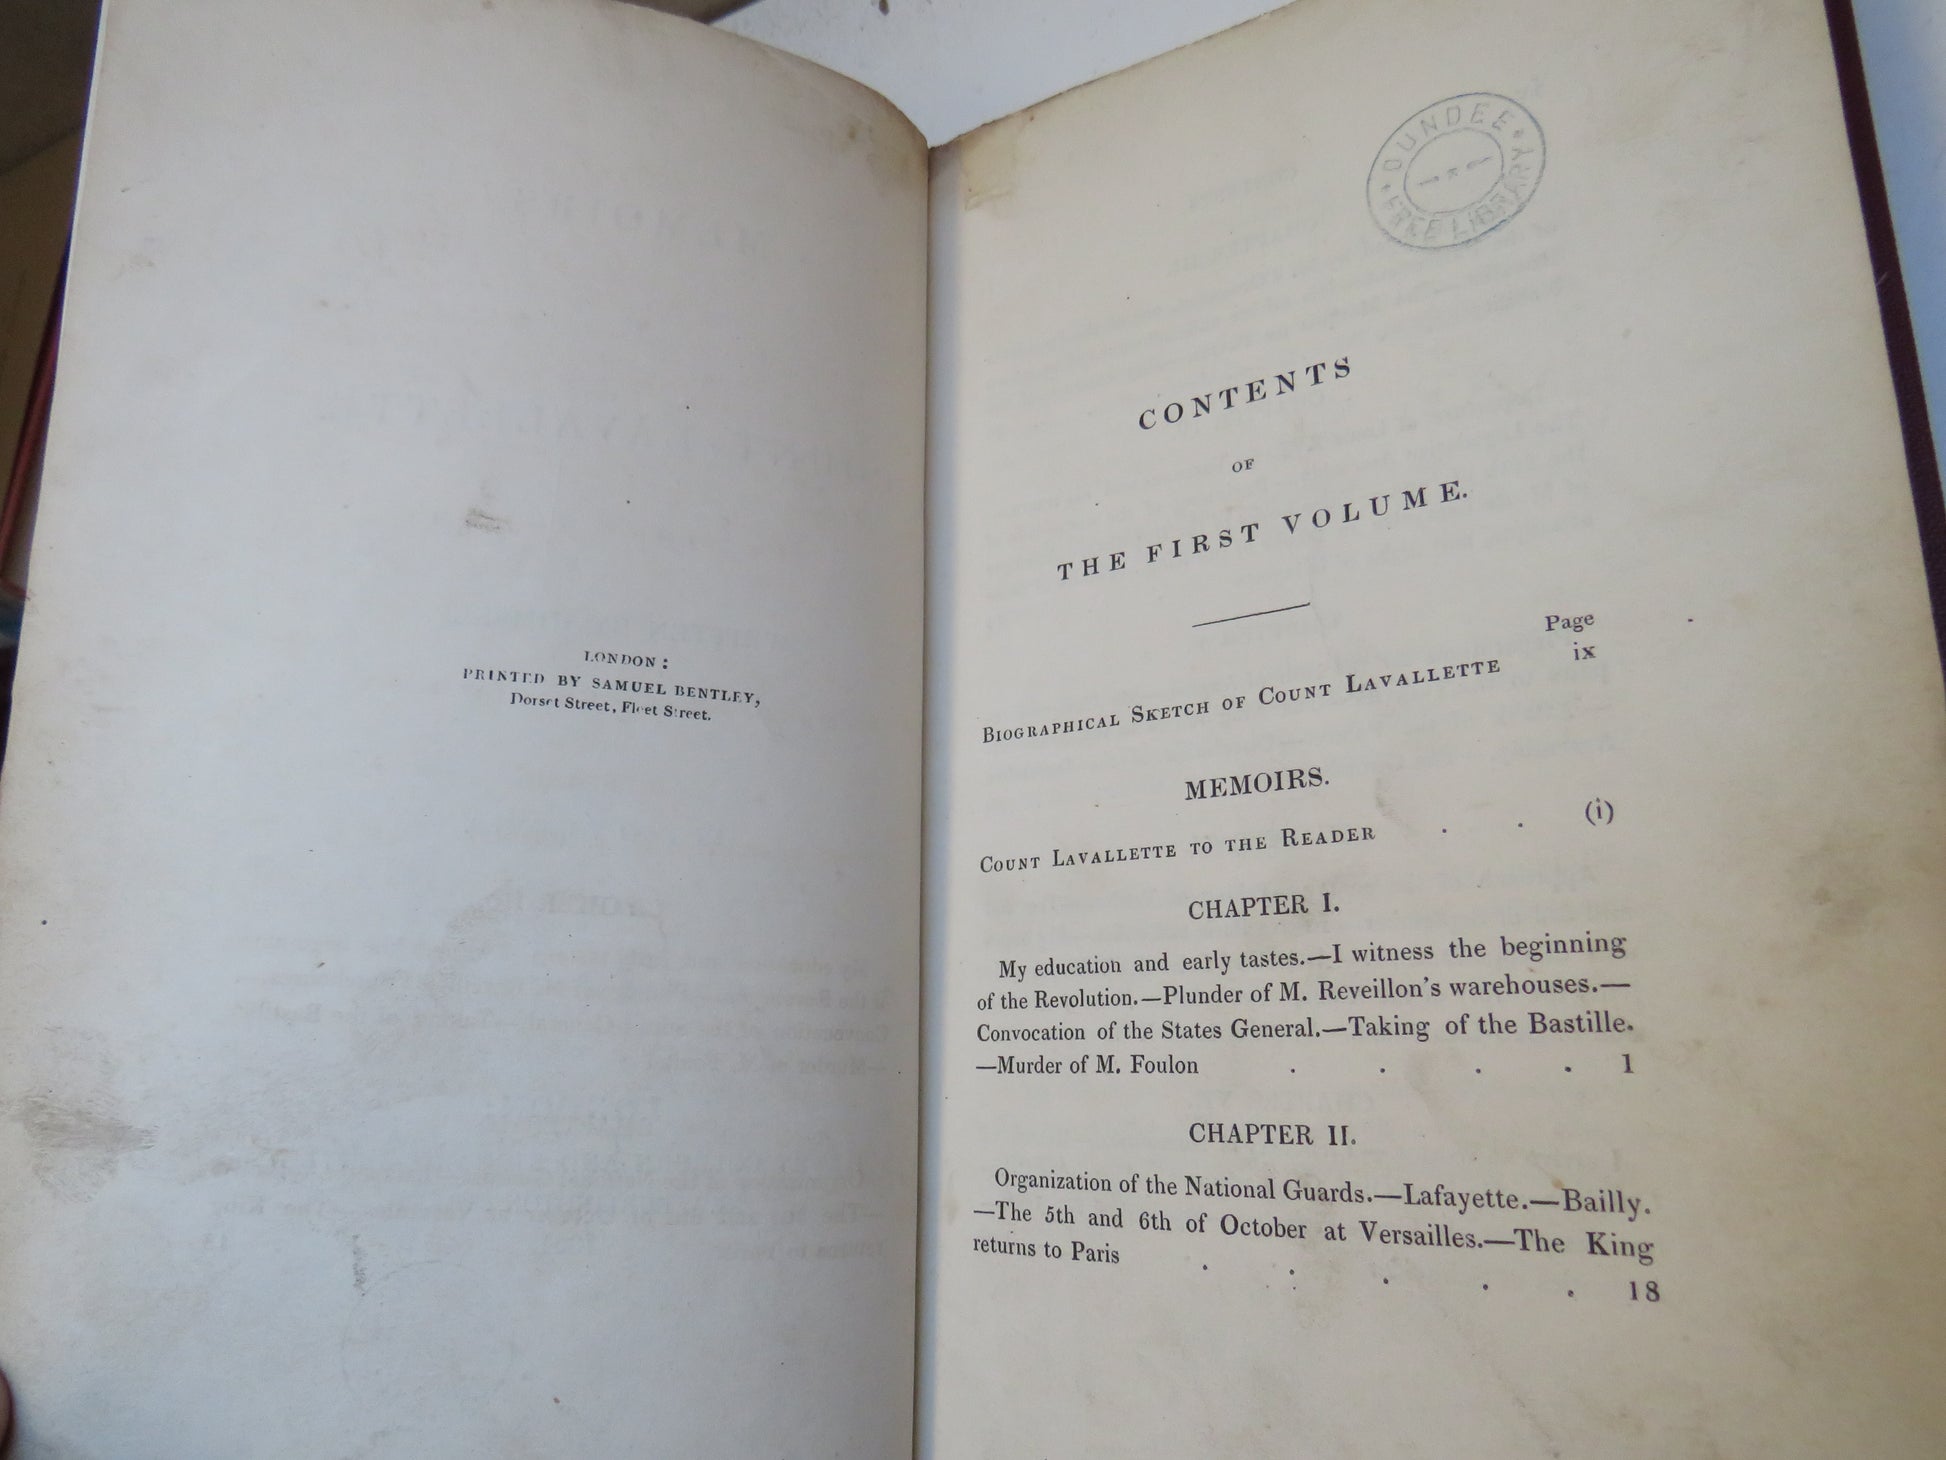 LONDON:
PRINTED BY SAMUEL BENTLEY,
Dorset Street, Fleet Street.
DUNDEE
FREE LIBRARY
CONTENTS
OF
THE FIRST VOLUME.
Page
BIOGRAPHICAL SKETCH OF COUNT LAVALLETTE ix
MEMOIRS.
COUNT LAVALLETTE TO THE READER . . (i)
CHAPTER I.
My education and early tastes.—I witness the beginning
of the Revolution.—Plunder of M. Reveillon's warehouses.—
Convocation of the States General.—Taking of the Bastille.
—Murder of M. Foulon . . . . 1
CHAPTER II.
Organization of the National Guards.—Lafayette.—Bailly.
—The 5th and 6th of October at Versailles.—The King
returns to Paris . . . . . 18